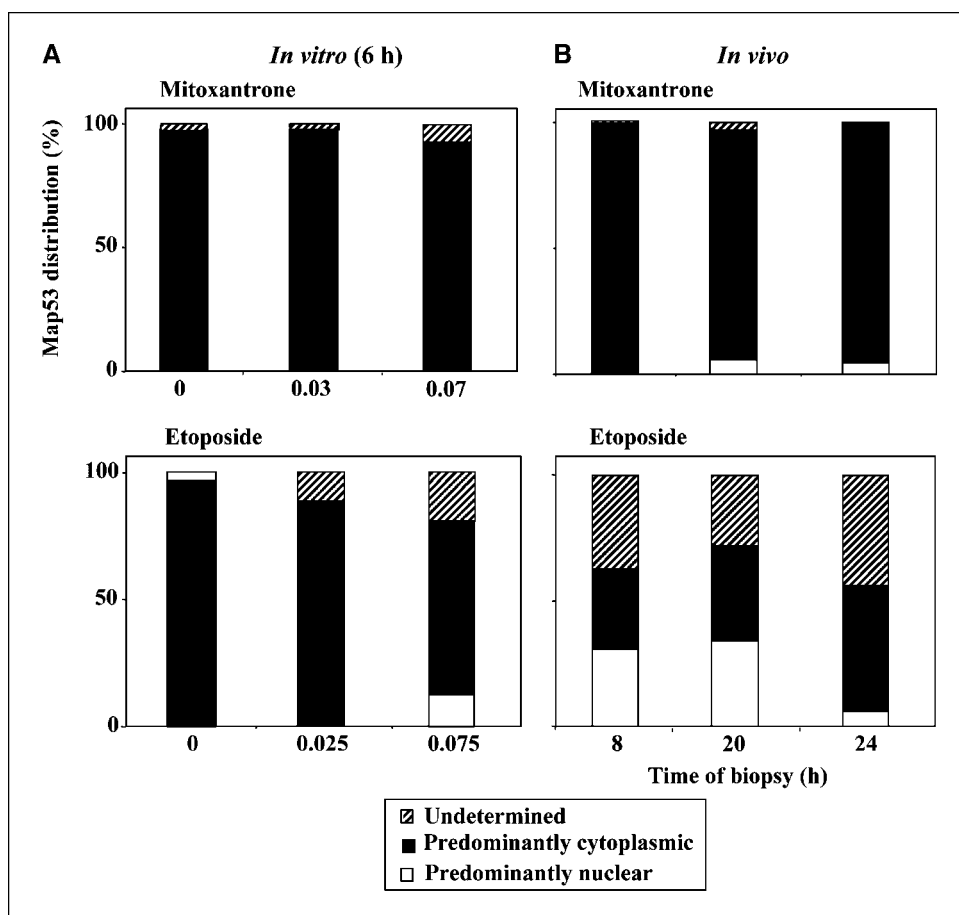 A
In vitro (6 h)
B
In vivo
Mitoxantrone
Mitoxantrone
Map53 distribution (%)
100
50
0
0 0.03 0.07
Etoposide
Etoposide
100
50
0
0 0.025 0.075
8 20 24
Time of biopsy (h)
Undetermined
Predominantly cytoplasmic
Predominantly nuclear